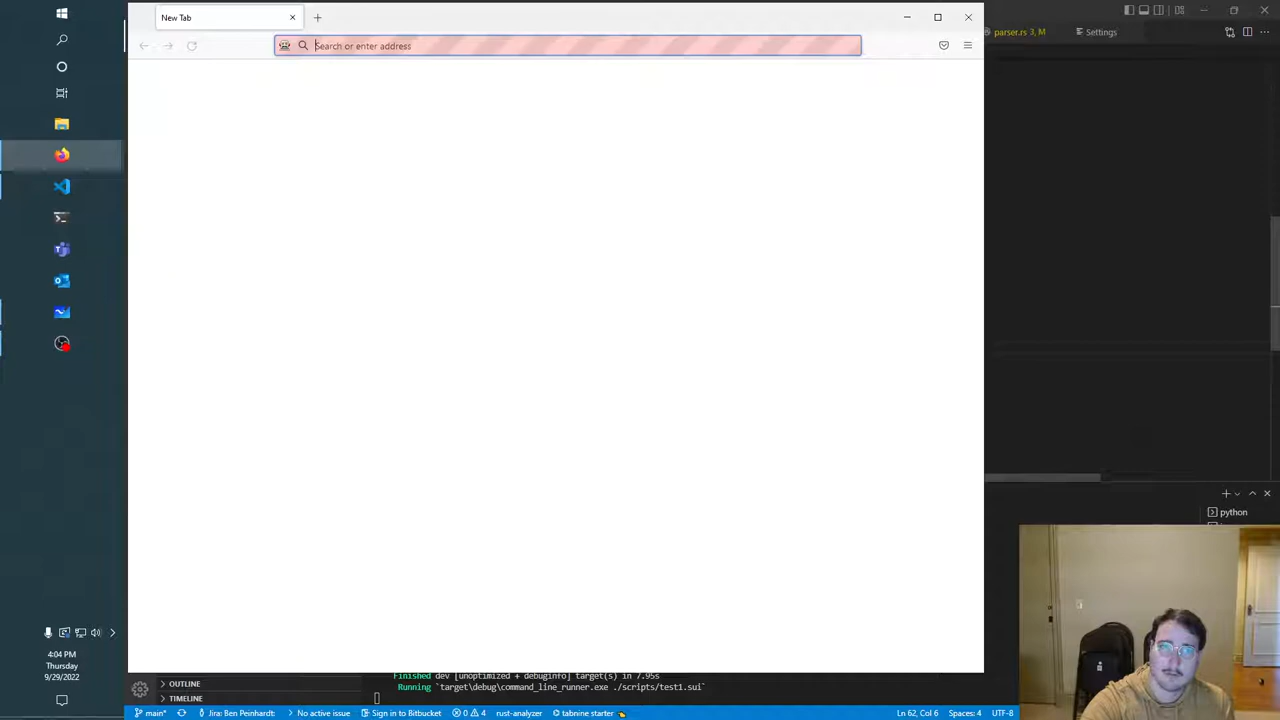 New Tab
Search or enter address
parser.rs 3, M
Settings
python
4:04 PM
Thursday
9/29/2022
Finished dev [unoptimized + debuginfo] target(s) in 7.95s
Running `target\debug\command_line_runner.exe ./scripts/test1.sui`
OUTLINE
TIMELINE
main*
Jira: Ben Peinhardt:
No active issue
Sign in to Bitbucket
0
4
rust-analyzer
tabnine starter
Ln 62, Col 6
Spaces: 4
UTF-8